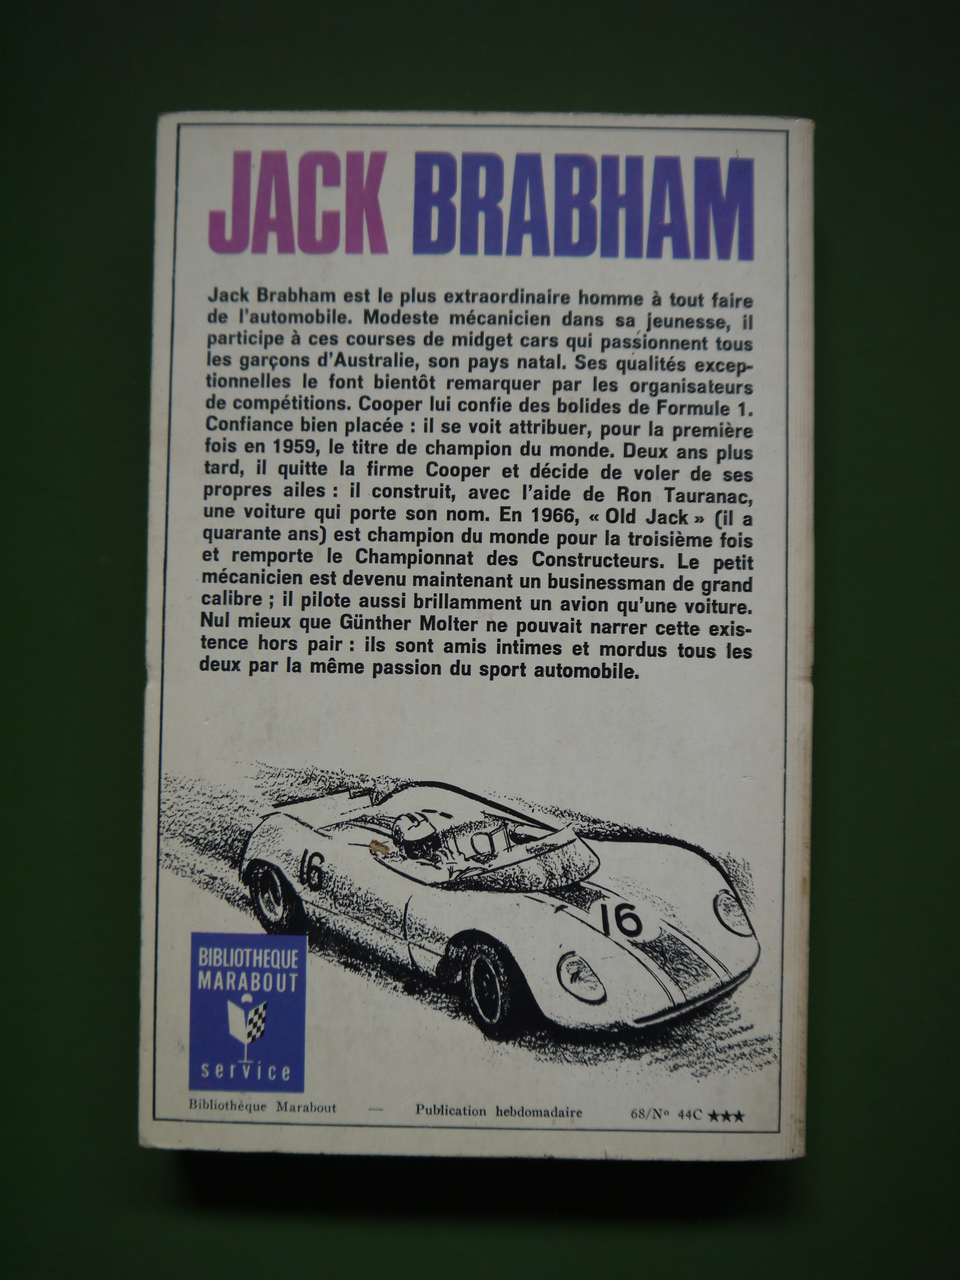 JACK BRABHAM
Jack Brabham est le plus extraordinaire homme à tout faire
de l'automobile. Modeste mécanicien dans sa jeunesse, il
participe à ces courses de midget cars qui passionnent tous
les garçons d'Australie, son pays natal. Ses qualités excep-
tionnelles le font bientôt remarquer par les organisateurs
de compétitions. Cooper lui confie des bolides de Formule 1.
Confiance bien placée : il se voit attribuer, pour la première
fois en 1959, le titre de champion du monde. Deux ans plus
tard, il quitte la firme Cooper et décide de voler de ses
propres ailes : il construit, avec l'aide de Ron Tauranac,
une voiture qui porte son nom. En 1966, « Old Jack » (il a
quarante ans) est champion du monde pour la troisième fois
et remporte le Championnat des Constructeurs. Le petit
mécanicien est devenu maintenant un businessman de grand
calibre ; il pilote aussi brillamment un avion qu'une voiture.
Nul mieux que Günther Molter ne pouvait narrer cette exis-
tence hors pair : ils sont amis intimes et mordus tous les
deux par la même passion du sport automobile.
16
16
BIBLIOTHEQUE
MARABOUT
service
Bibliothèque Marabout — Publication hebdomadaire 68/Nº 44C ★★★